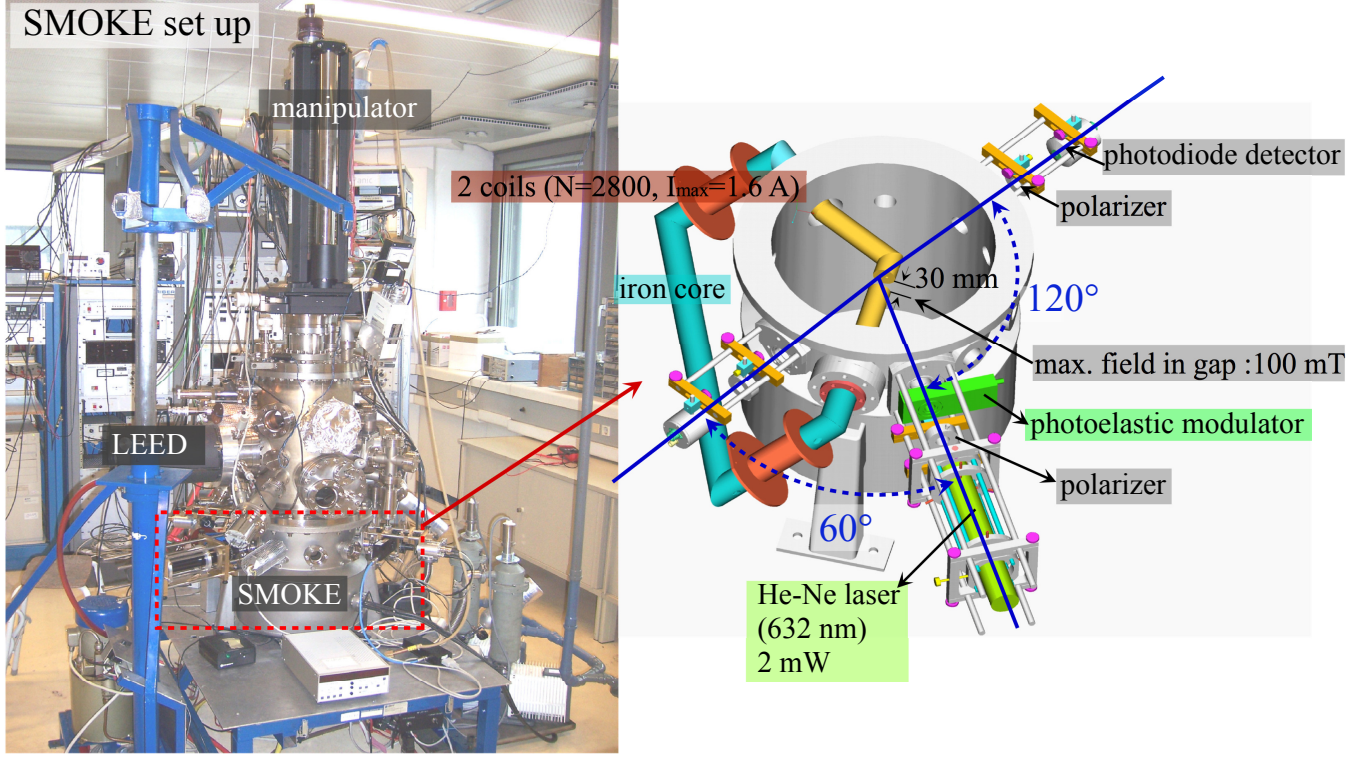 SMOKE set up
manipulator
2 coils (N=2800, Imax=1.6 A)
iron core
LEED
SMOKE
photodiode detector
polarizer
30 mm
120°
max. field in gap :100 mT
photoelastic modulator
polarizer
60°
He-Ne laser
(632 nm)
2 mW